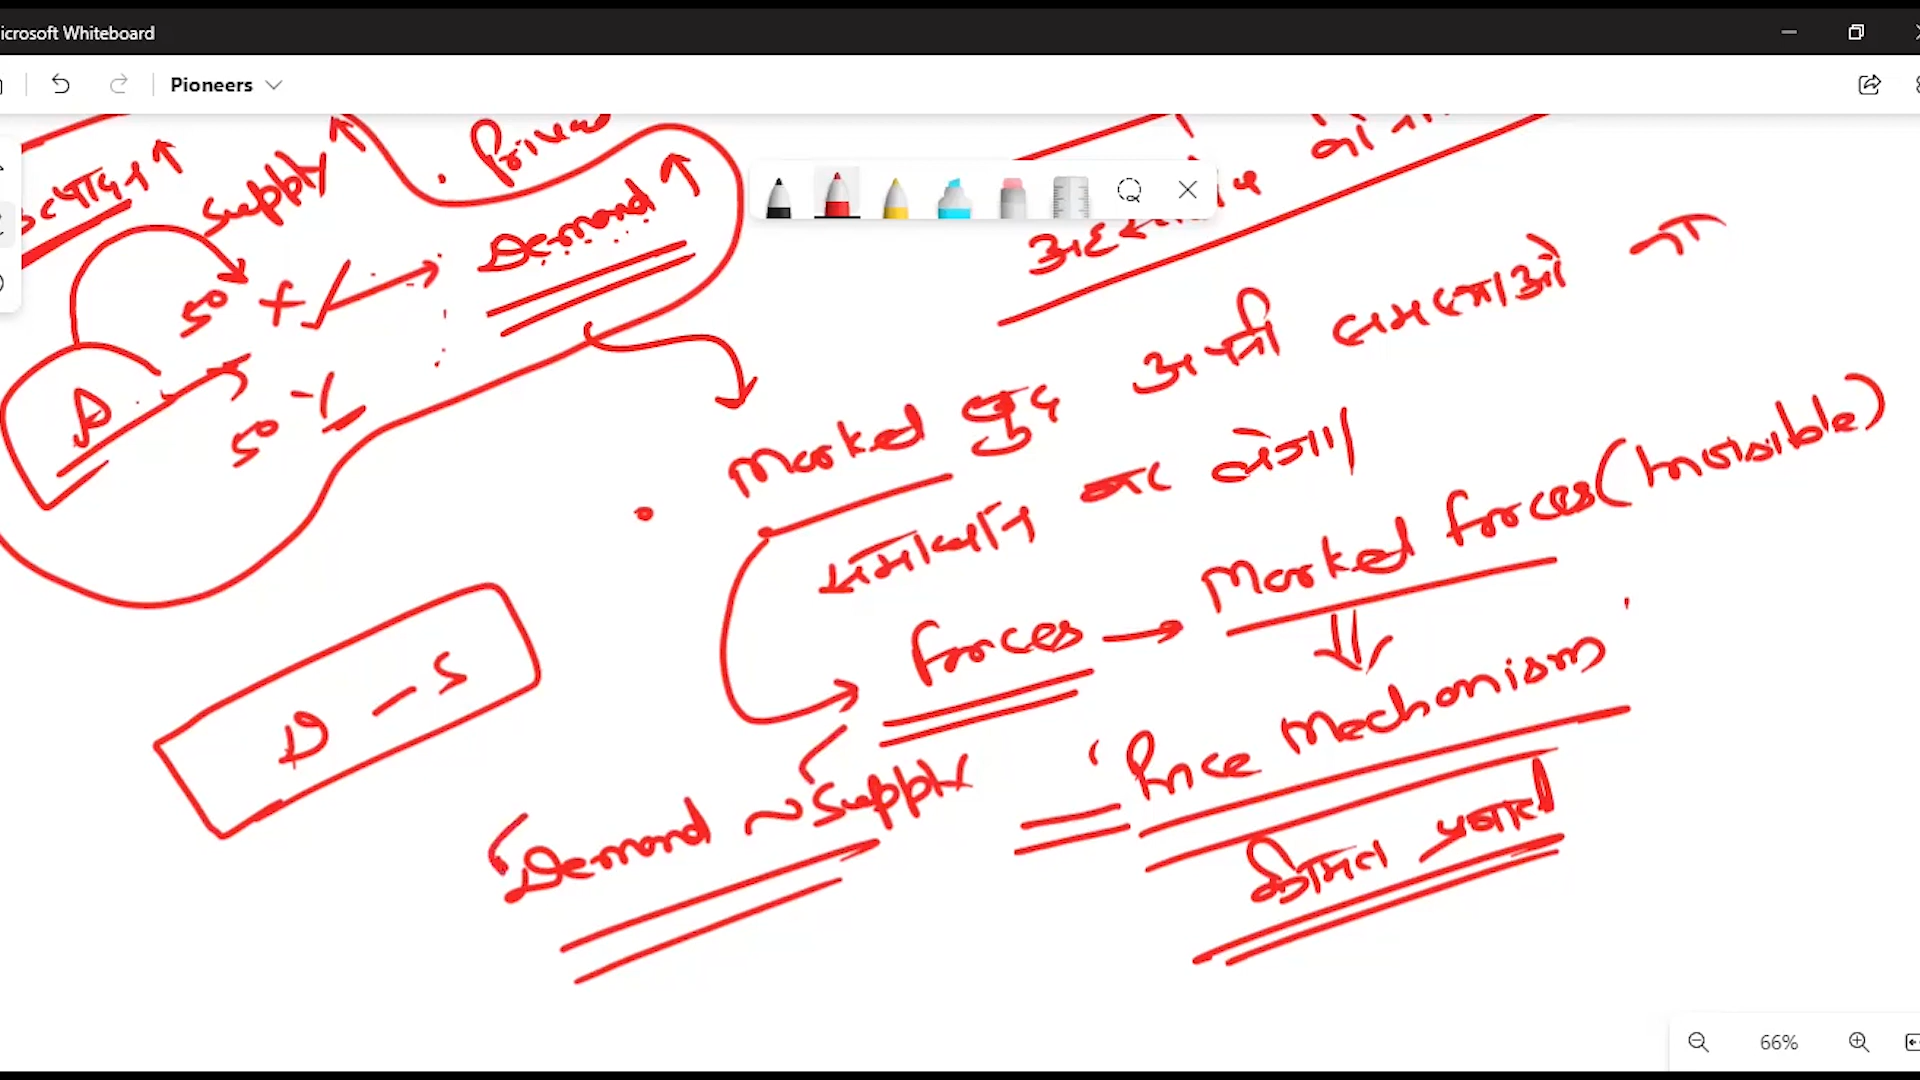 icrosoft Whiteboard
Pioneers
Supply
Demand
50 +
50 -
D
Market खुद अपनी समस्याओं का
समाधान कर लेगा।
forces → Market forces (Invisible)
D - S
'Price Mechanism'
Demand ~ Supply
कीमत प्रणाली
66%